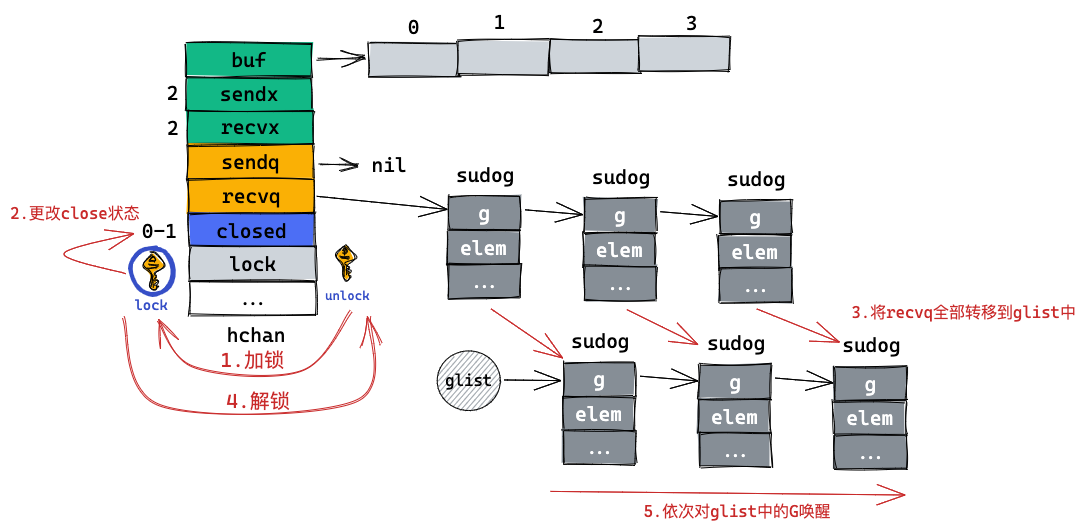 0 1 2 3
buf
2 sendx
2 recvx
sendq nil
recvq
0-1 closed
lock
...
hchan
2.更改close状态
lock
unlock
1.加锁
4.解锁
sudog sudog sudog
g g g
elem elem elem
... ... ...
3.将recvq全部转移到glist中
glist
sudog sudog sudog
g g g
elem elem elem
... ... ...
5.依次对glist中的G唤醒